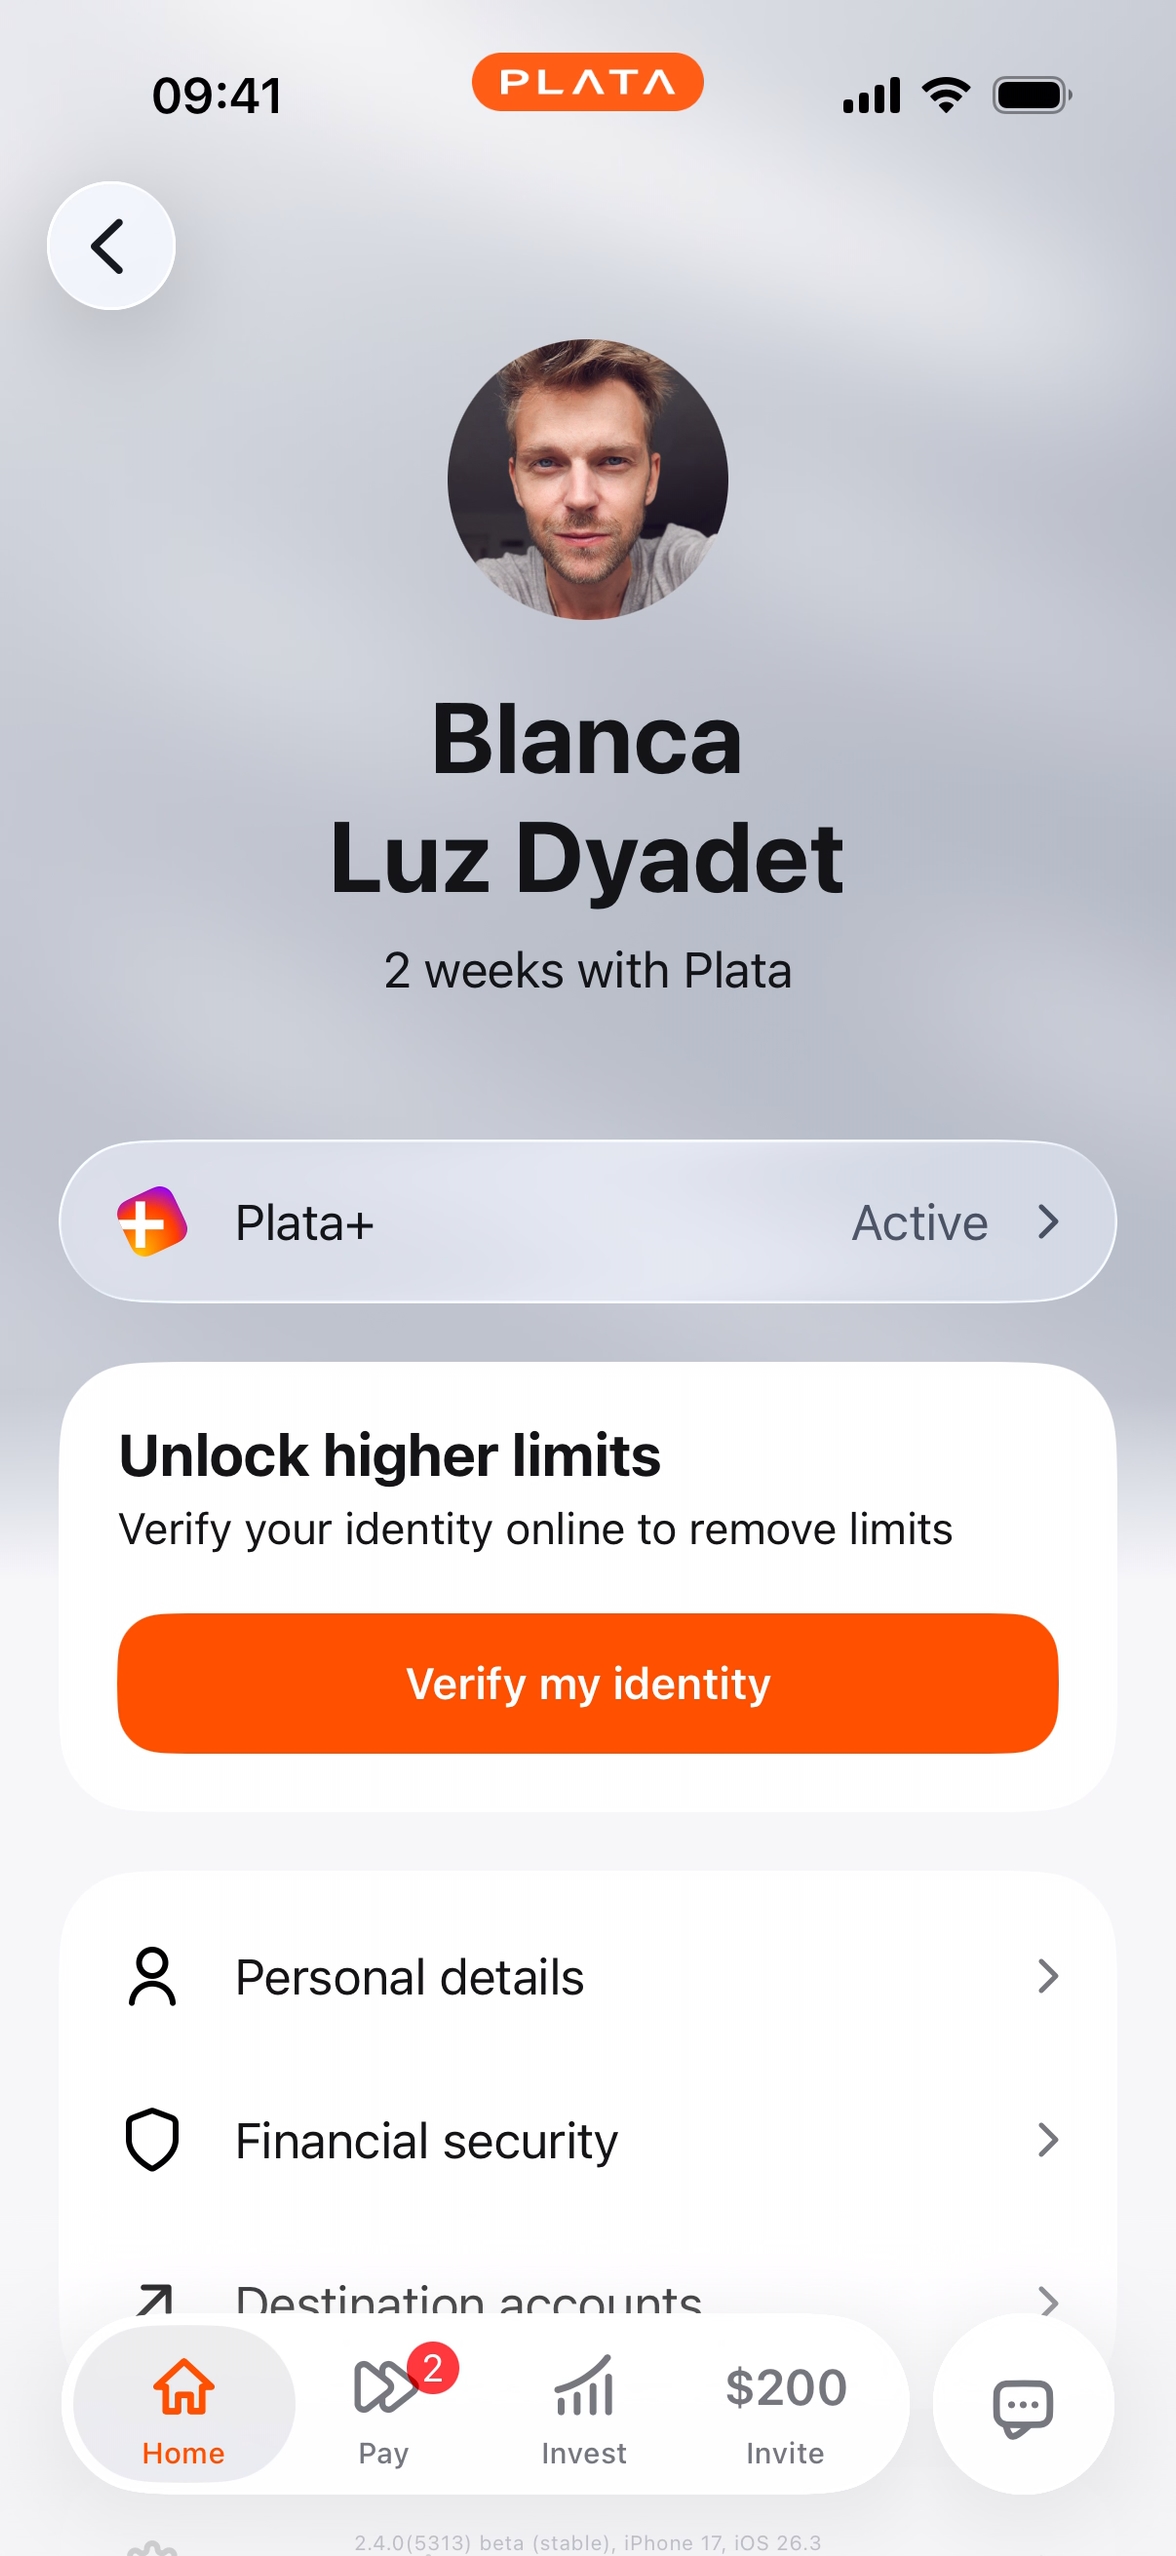 09:41
PLATA
Blanca
Luz Dyadet
2 weeks with Plata
Plata+
Active
Unlock higher limits
Verify your identity online to remove limits
Verify my identity
Personal details
Financial security
Destination accounts
2
$200
Home
Pay
Invest
Invite
2.4.0(5313) beta (stable), iPhone 17, iOS 26.3